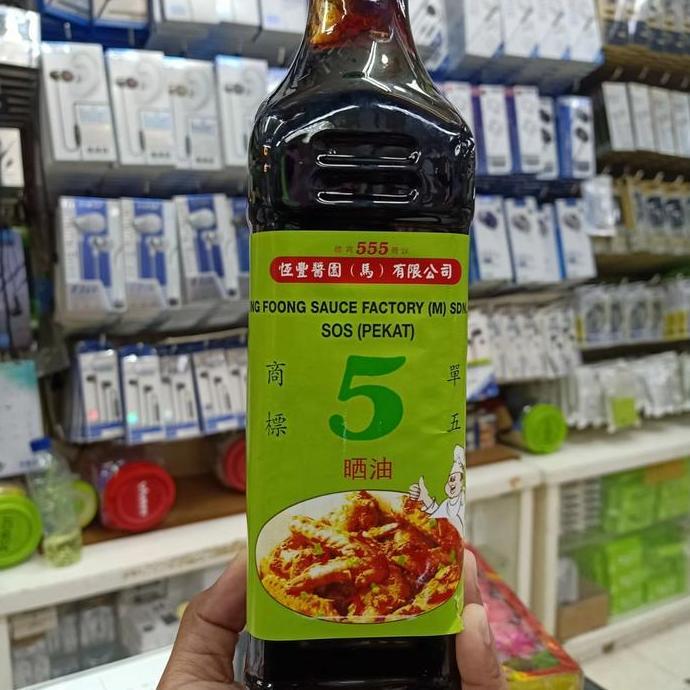 555
恆豐醬園（馬）有限公司
NG FOONG SAUCE FACTORY (M) SDN
SOS (PEKAT)
商標
5
單五
晒油